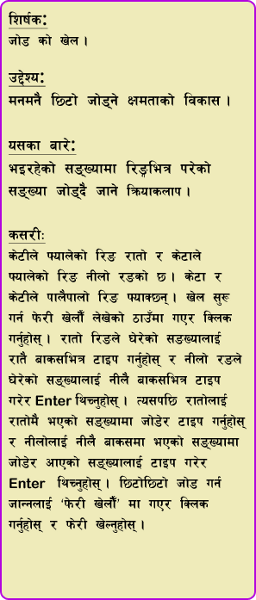 शिर्षक:
जोड को खेल ।
उद्देश्य:
मनमनै छिटो जोड्ने क्षमताको विकास ।
यसका बारे:
भइरहेको सङ्ख्यामा रिङ्गभित्र परेको
सङ्ख्या जोड्दै जाने क्रियाकलाप ।
कसरी:
केटीले फ्यालेको रिङ रातो र केटाले
फ्यालेको रिङ नीलो रङको छ । केटा र
केटीले पालैपालो रिङ फ्याक्छन् । खेल सुरू
गर्न फेरी खेलौँ लेखेको ठाउँमा गएर क्लिक
गर्नुहोस् । रातो रिङले घेरेको सङख्यालाई
रातै बाकसभित्र टाइप गर्नुहोस् र नीलो रङले
घेरेको सङ्ख्यालाई नीलै बाकसभित्र टाइप
गरेर Enter थिच्नुहोस् । त्यसपछि रातोलाई
रातोमै भएको सङ्ख्यामा जोडेर टाइप गर्नुहोस्
र नीलोलाई नीलै बाकसमा भएको सङ्ख्यामा
जोडेर आएको सङ्ख्यालाई टाइप गरेर
Enter थिच्नुहोस् । छिटोछिटो जोड गर्न
जान्नलाई 'फेरी खेलौँ' मा गएर क्लिक
गर्नुहोस् र फेरी खेल्नुहोस् ।